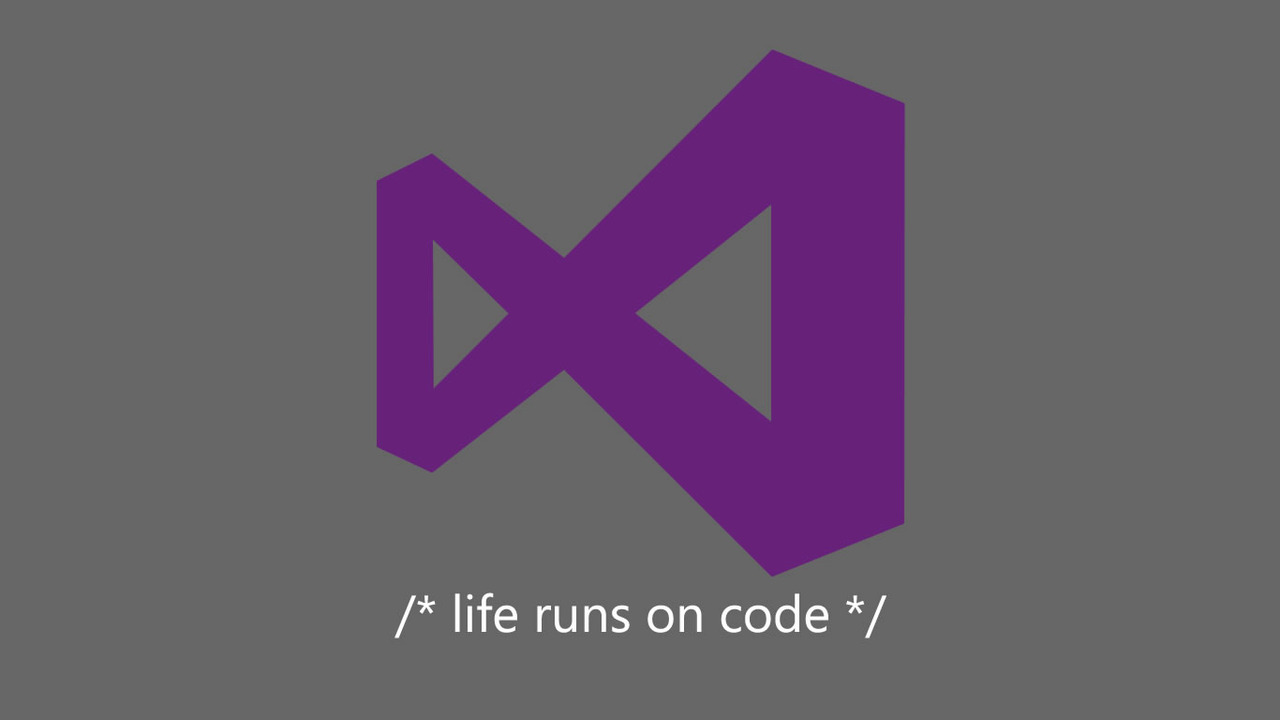 /* life runs on code */